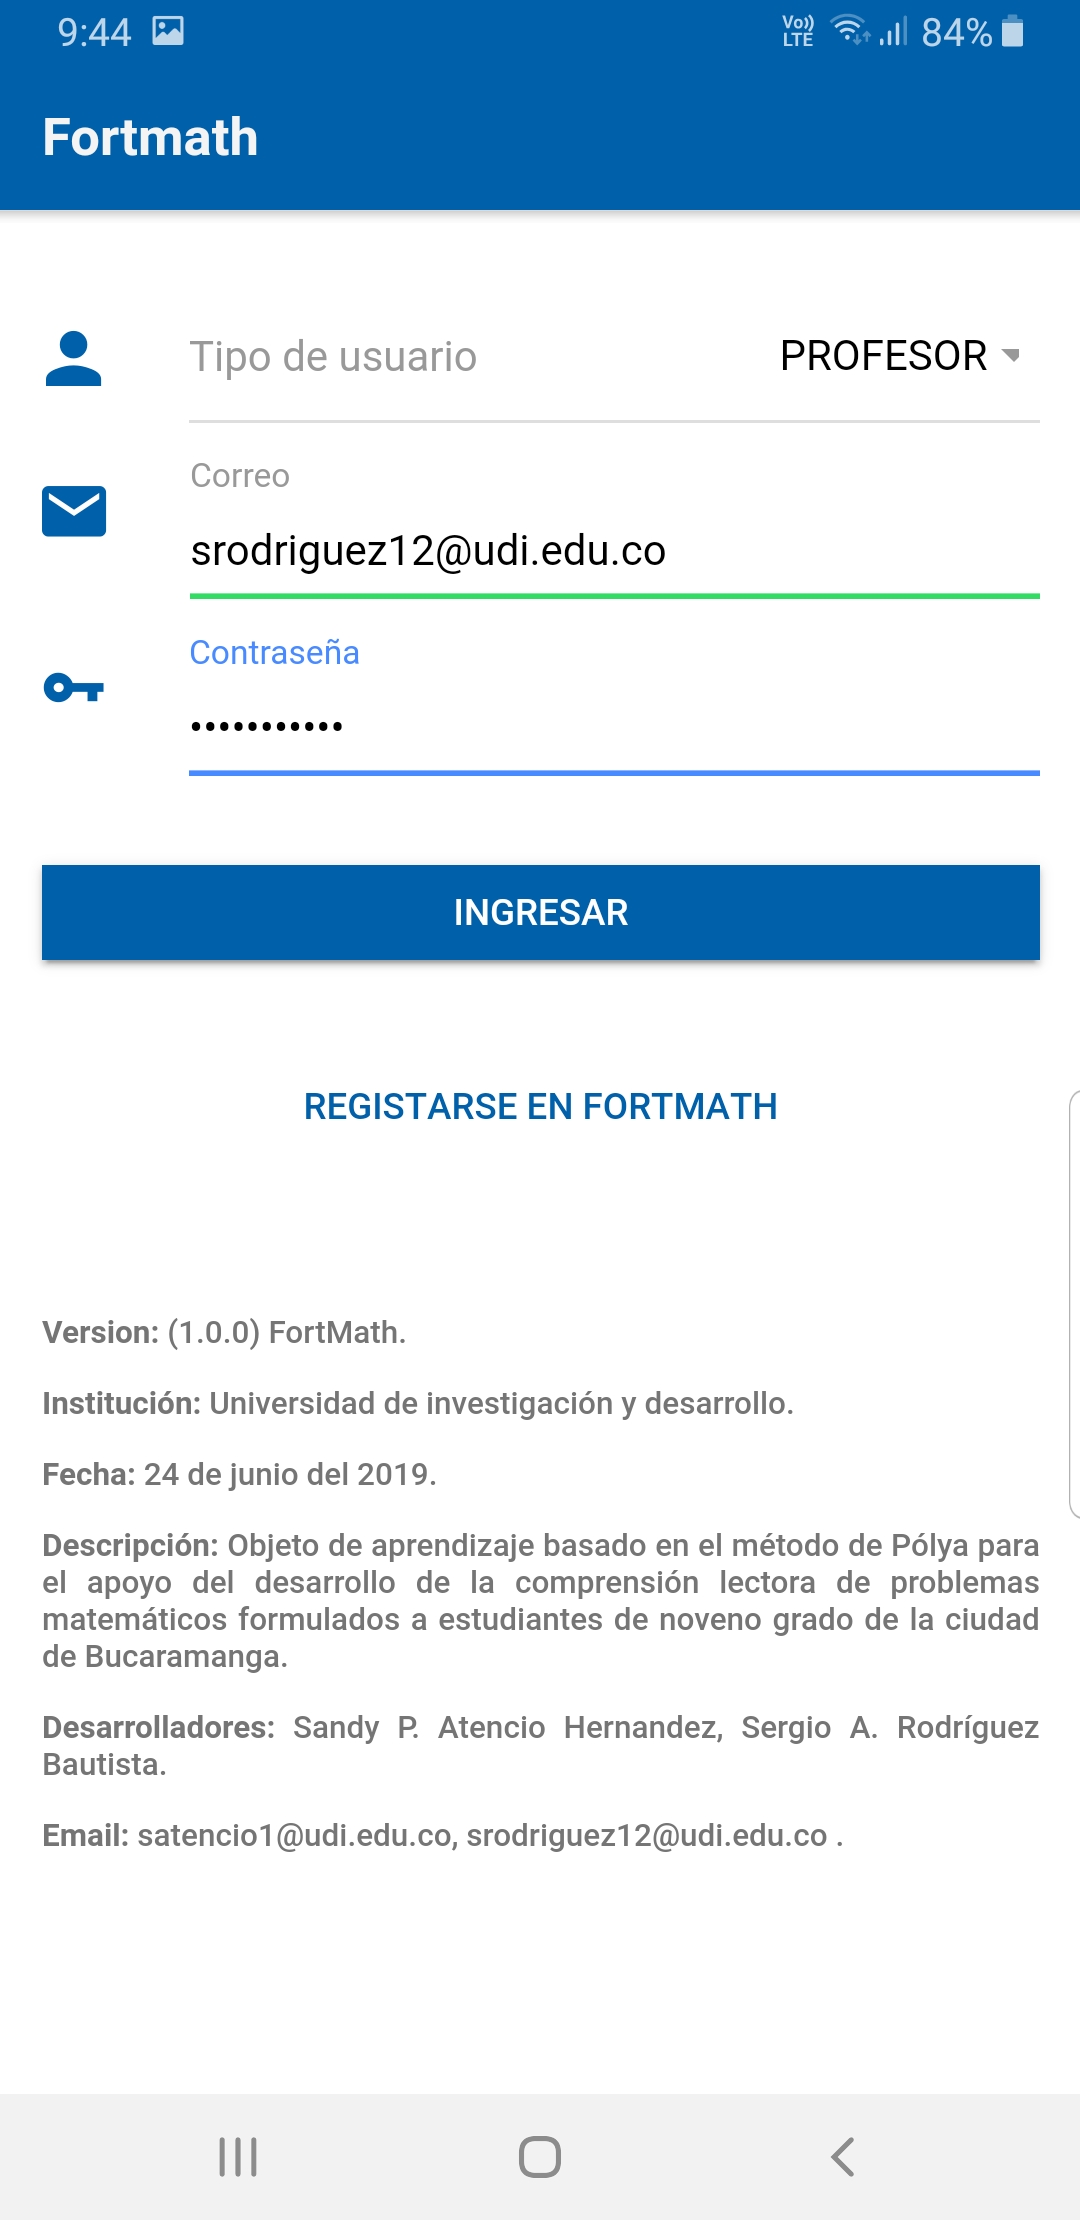 9:44
Vo)) LTE 84%
Fortmath
Tipo de usuario PROFESOR
Correo
srodriguez12@udi.edu.co
Contraseña
•••••••••••
INGRESAR
REGISTARSE EN FORTMATH
Version: (1.0.0) FortMath.
Institución: Universidad de investigación y desarrollo.
Fecha: 24 de junio del 2019.
Descripción: Objeto de aprendizaje basado en el método de Pólya para
el apoyo del desarrollo de la comprensión lectora de problemas
matemáticos formulados a estudiantes de noveno grado de la ciudad
de Bucaramanga.
Desarrolladores: Sandy P. Atencio Hernandez, Sergio A. Rodríguez
Bautista.
Email: satencio1@udi.edu.co, srodriguez12@udi.edu.co .